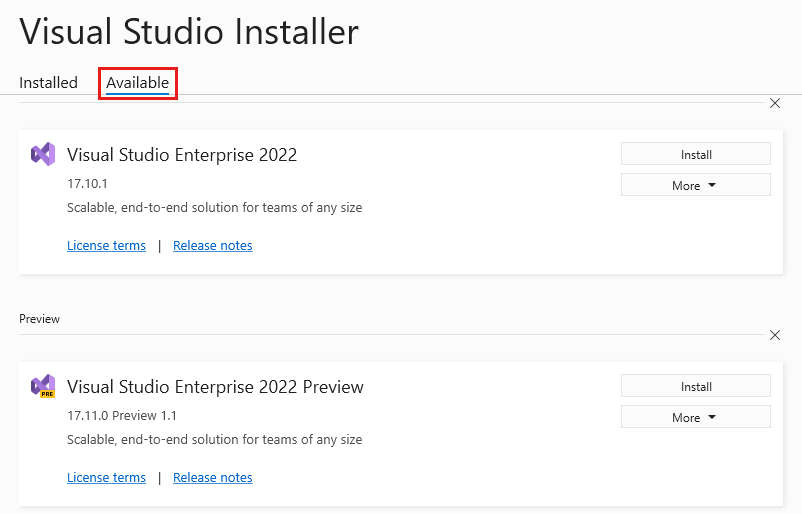 Visual Studio Installer
Installed Available
Visual Studio Enterprise 2022
Install
17.10.1
More
Scalable, end-to-end solution for teams of any size
License terms | Release notes
Preview
PRE
Visual Studio Enterprise 2022 Preview
Install
17.11.0 Preview 1.1
More
Scalable, end-to-end solution for teams of any size
License terms | Release notes